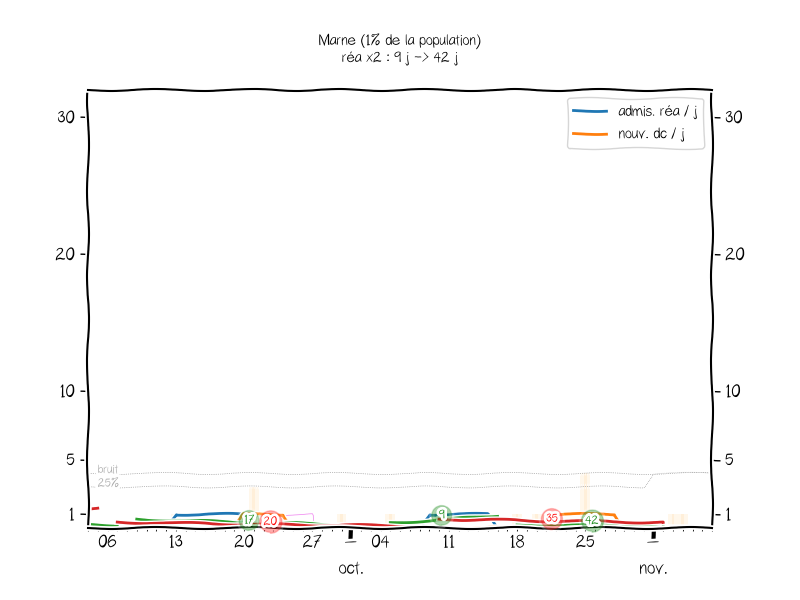 Marne (1% de la population)
réa x2 : 9 j -> 42 j
admis. réa / j
nouv. dc / j
30 30
20 20
10 10
5 5
bruit
25%
1 1
17 20 9 35 42
06 13 20 27 04 11 18 25
oct. nov.